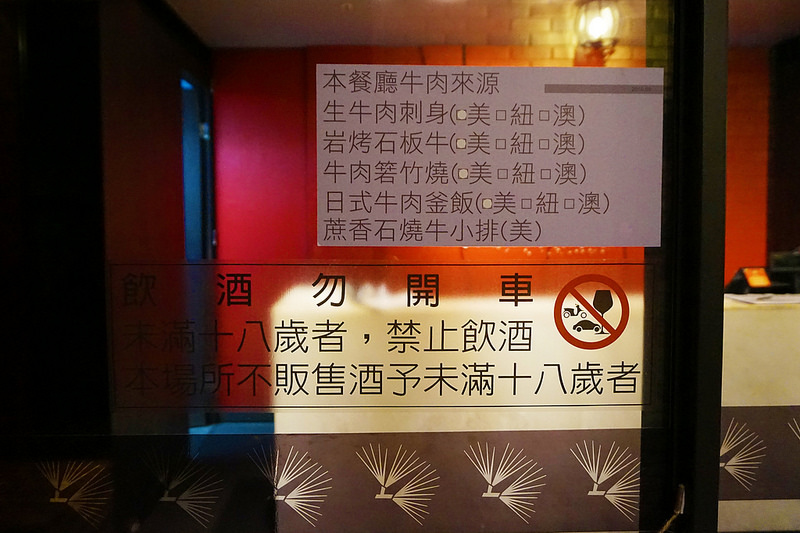 本餐廳牛肉來源
生牛肉刺身(□美□紐□澳)
岩烤石板牛(□美□紐□澳)
牛肉箬竹燒(□美□紐□澳)
日式牛肉釜飯(□美□紐□澳)
蔗香石燒牛小排(美)
飲酒勿開車
未滿十八歲者，禁止飲酒
本場所不販售酒予未滿十八歲者